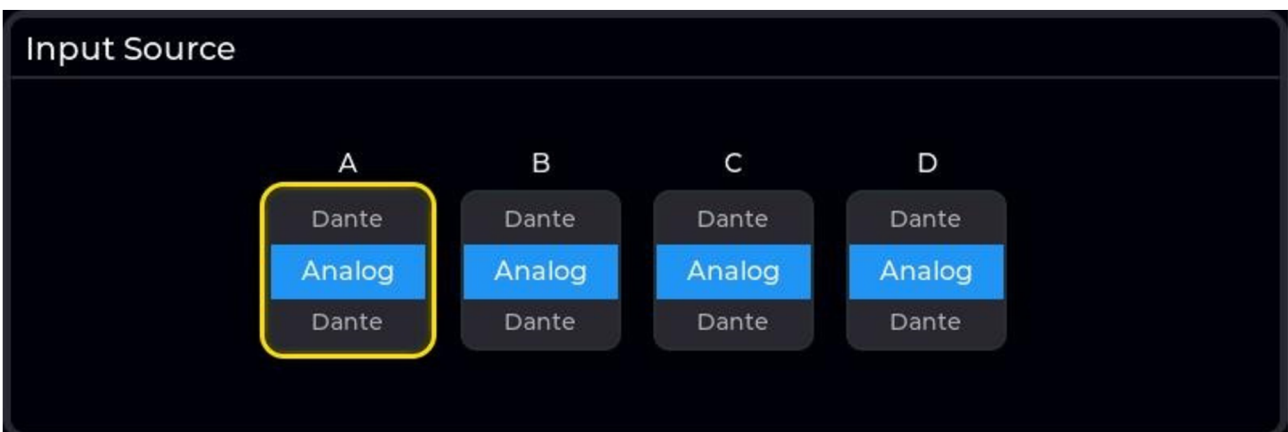 Input Source
A B C D
Dante Dante Dante Dante
Analog Analog Analog Analog
Dante Dante Dante Dante